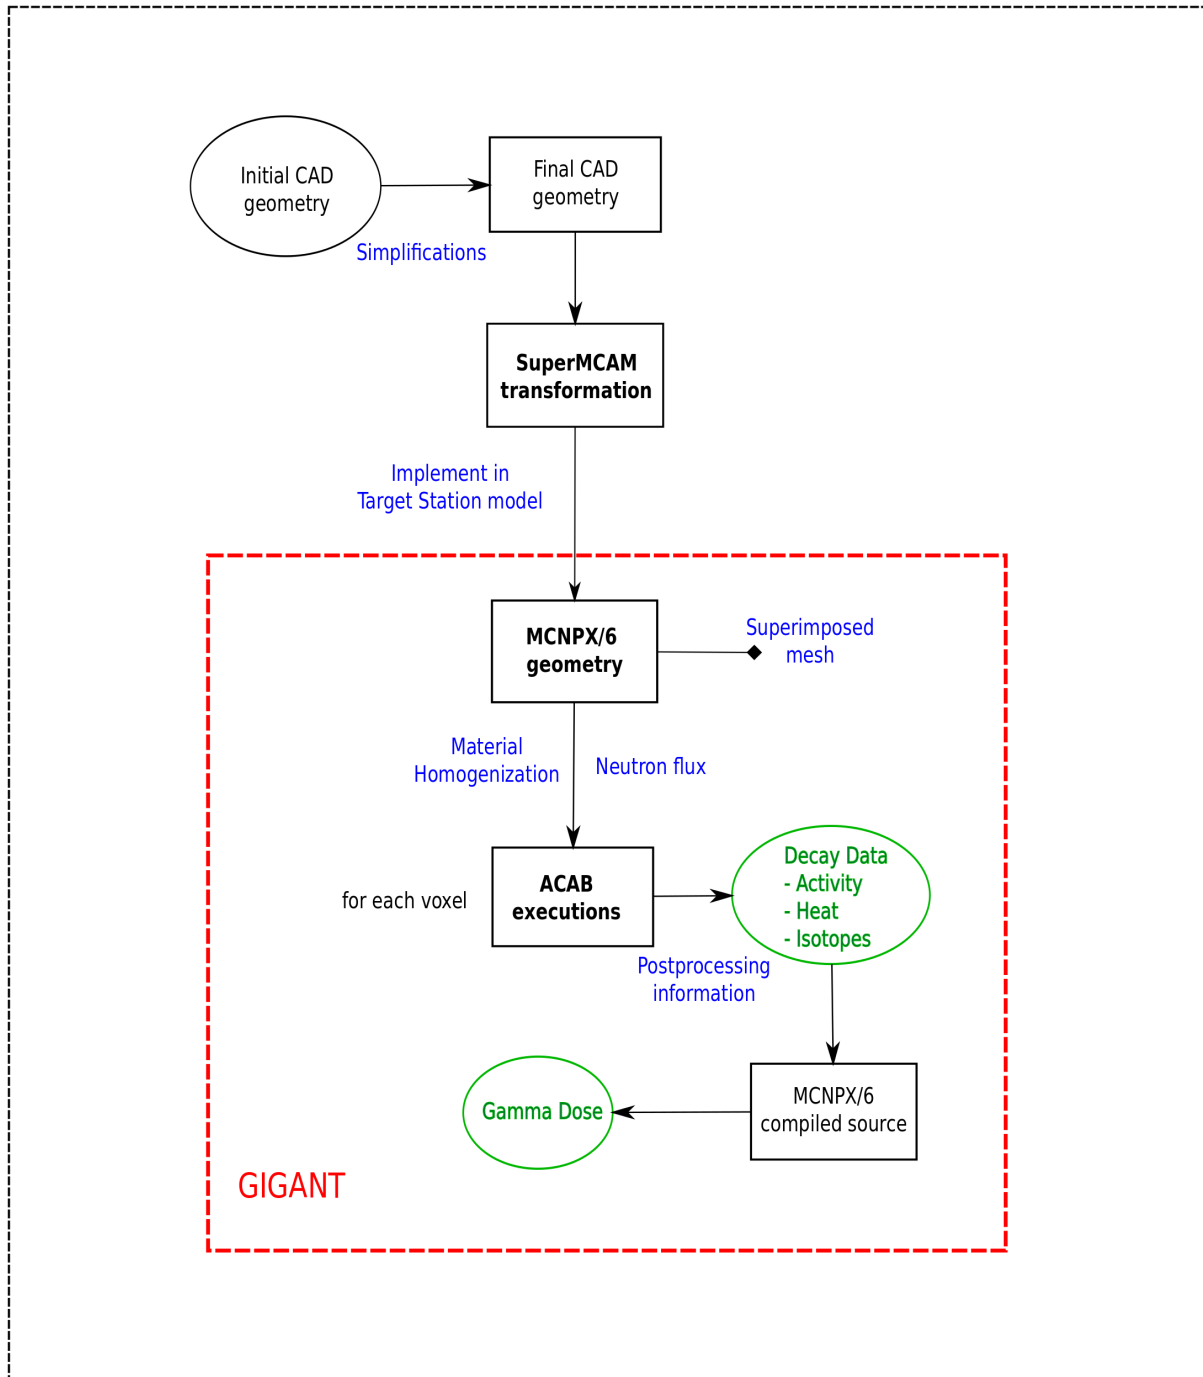 Initial CAD
geometry
Final CAD
geometry
Simplifications
SuperMCAM
transformation
Implement in
Target Station model
MCNPX/6
geometry
Superimposed
mesh
Material
Homogenization
Neutron flux
for each voxel
ACAB
executions
Decay Data
- Activity
- Heat
- Isotopes
Postprocessing
information
MCNPX/6
compiled source
Gamma Dose
GIGANT